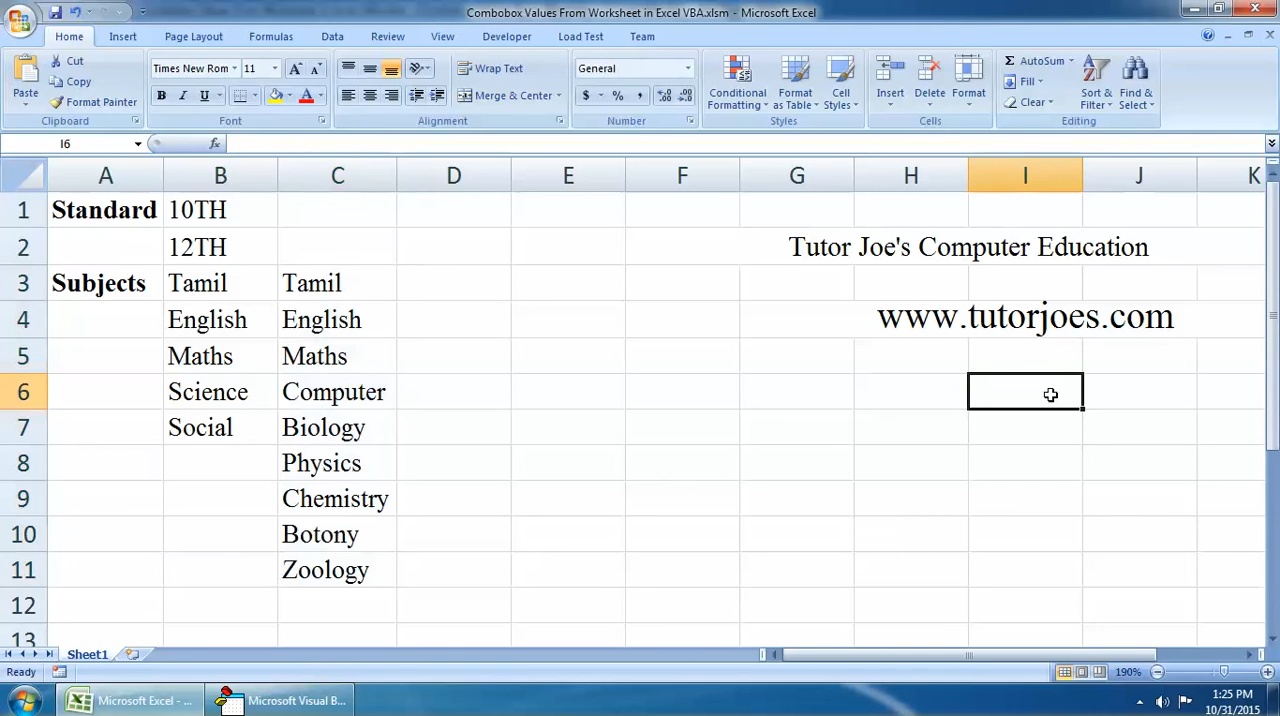 Combobox Values From Worksheet in Excel VBA.xlsm - Microsoft Excel
Home Insert Page Layout Formulas Data Review View Developer Load Test Team
Paste Cut Copy Format Painter Clipboard
Times New Rom 11 B I U A A A Font
Wrap Text Merge & Center Alignment
General $ % , Number
Conditional Formatting Format as Table Cell Styles Styles
Insert Delete Format Cells
Σ AutoSum Fill Clear Sort & Filter Find & Select Editing
I6 fx
A B C D E F G H I J K
1 Standard 10TH
2 12TH Tutor Joe's Computer Education
3 Subjects Tamil Tamil
4 English English www.tutorjoes.com
5 Maths Maths
6 Science Computer
7 Social Biology
8 Physics
9 Chemistry
10 Botony
11 Zoology
12
13
Sheet1
Ready 190%
Microsoft Excel - ... Microsoft Visual B... 1:25 PM
10/31/2015